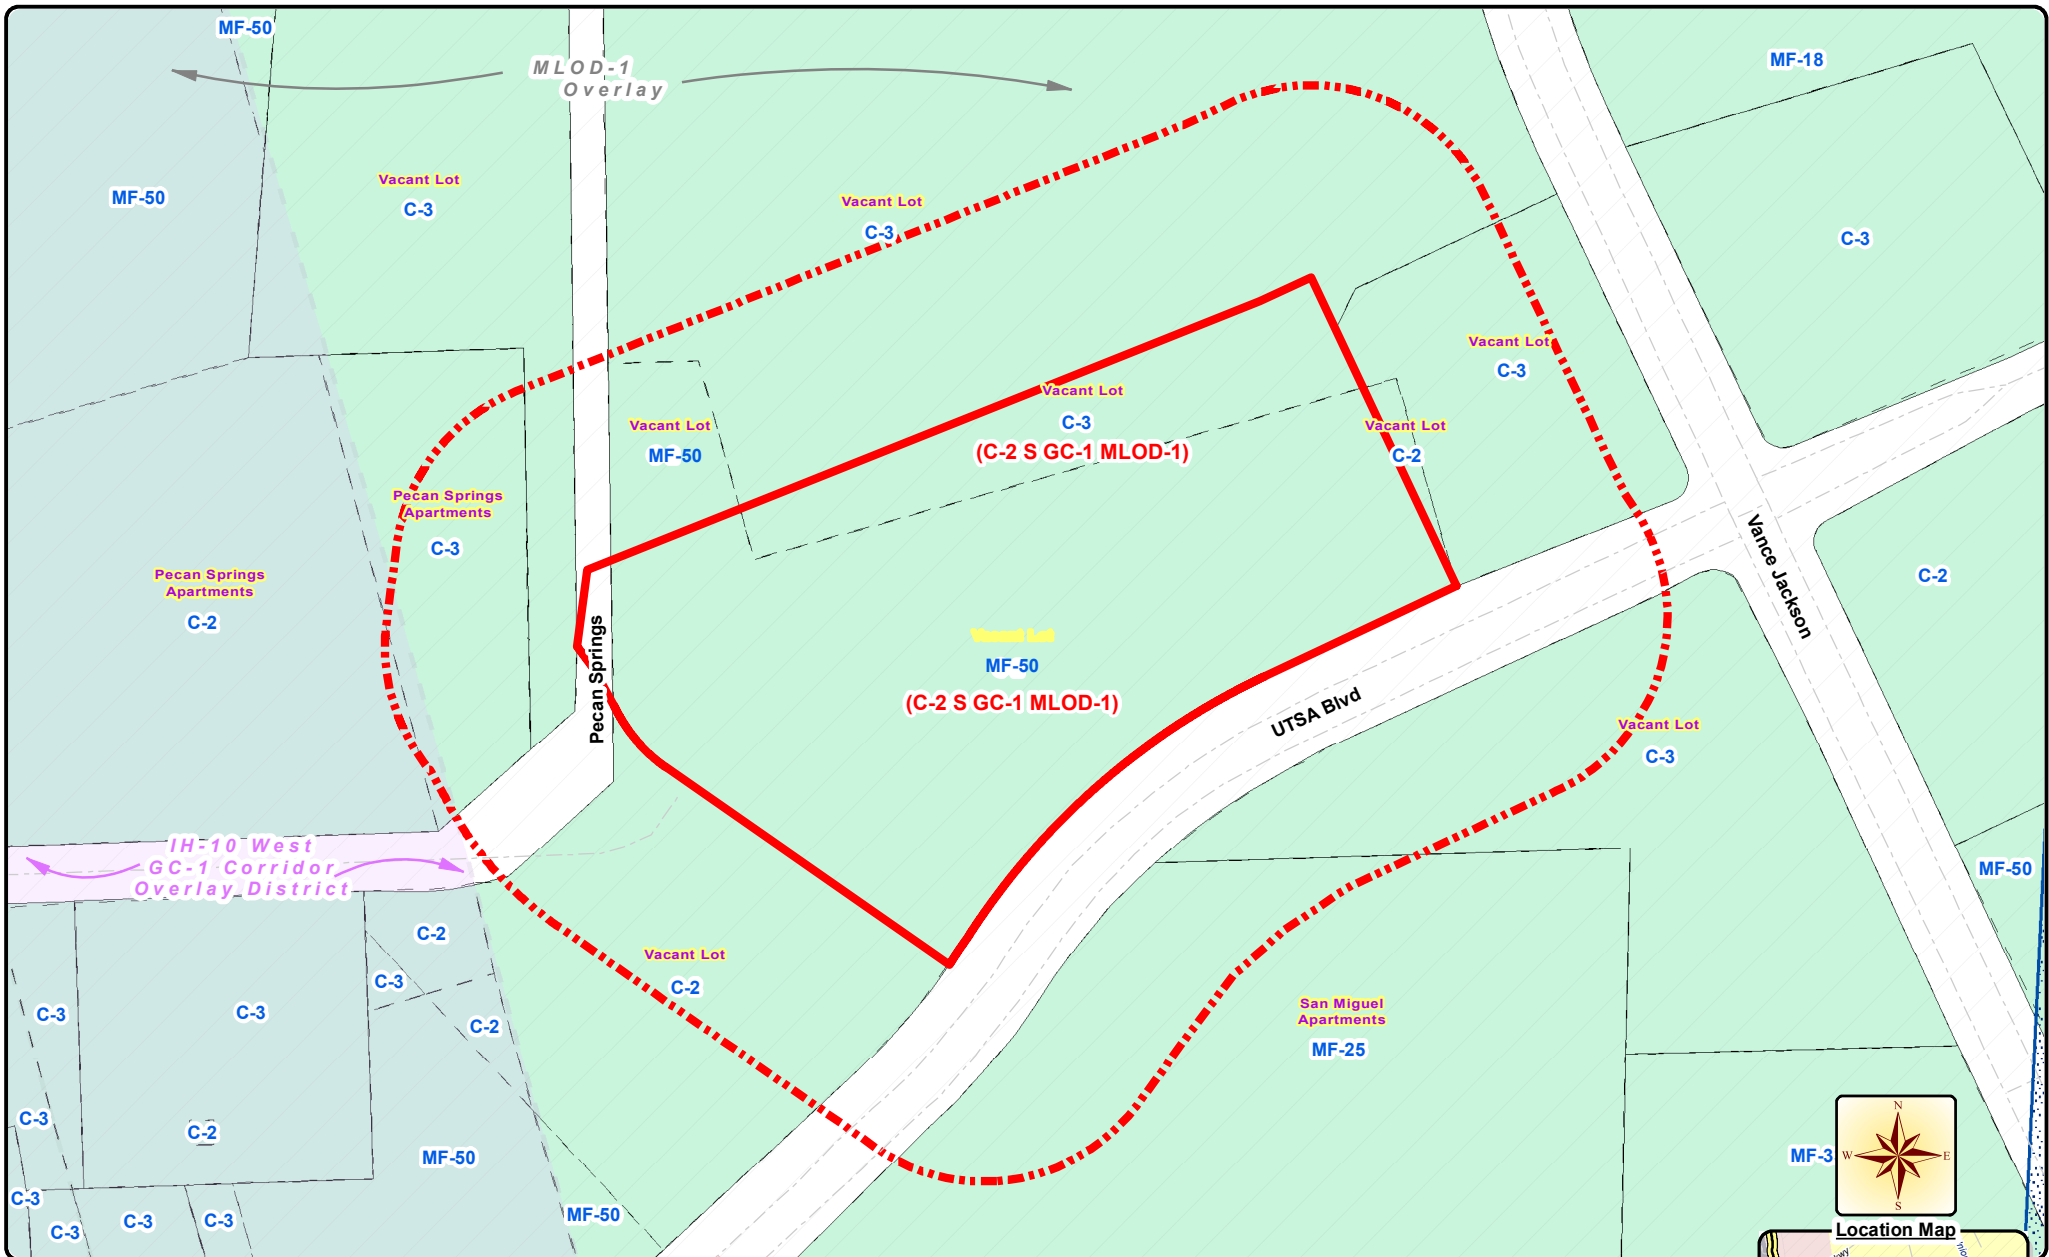 MF-50
MLOD-1
Overlay
MF-18
MF-50
Vacant Lot
C-3
Vacant Lot
C-3
C-3
Vacant Lot
C-3
Vacant Lot
C-3
(C-2 S GC-1 MLOD-1)
Vacant Lot
MF-50
Vacant Lot
C-2
Pecan Springs
Apartments
C-3
Pecan Springs
Apartments
C-2
Vance Jackson
C-2
Vacant Lot
MF-50
(C-2 S GC-1 MLOD-1)
Pecan Springs
UTSA Blvd
Vacant Lot
C-3
IH-10 West
GC-1 Corridor
Overlay District
MF-50
C-2
Vacant Lot
C-2
C-3
C-3
C-3
C-2
San Miguel
Apartments
MF-25
C-3
C-2
MF-50
MF-3
C-3
C-3
C-3
C-3
MF-50
N
W
E
S
Location Map